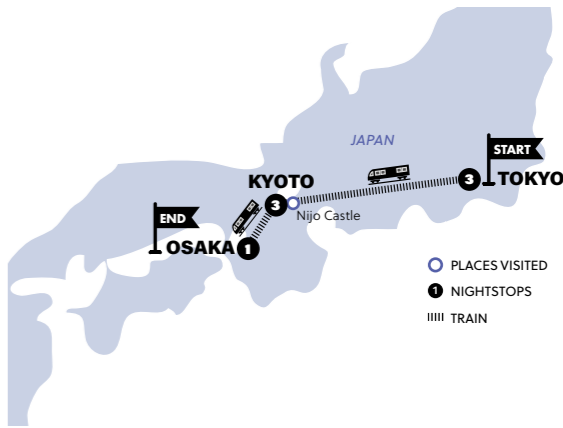 JAPAN
START
3
TOKYO
KYOTO
3
Nijo Castle
END
OSAKA
1
PLACES VISITED
1 NIGHTSTOPS
TRAIN